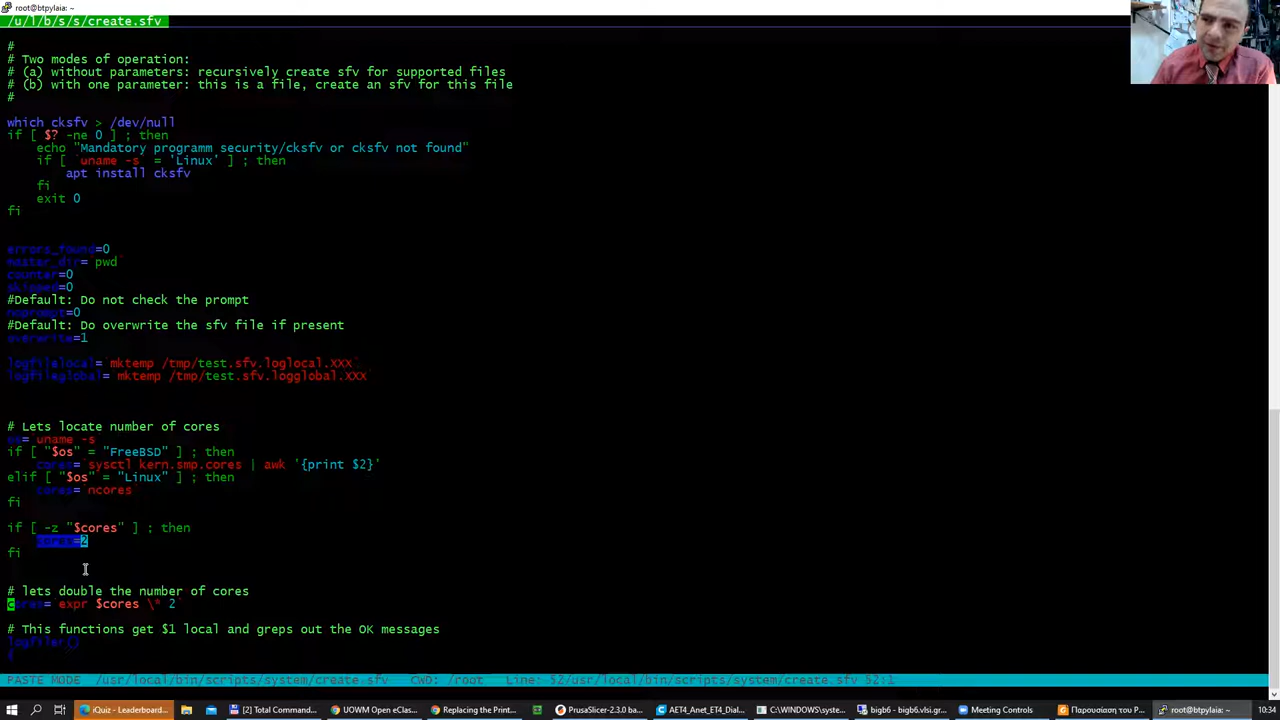 root@btpylaia: ~
/u/l/b/s/s/create.sfv
#
# Two modes of operation:
# (a) without parameters: recursively create sfv for supported files
# (b) with one parameter: this is a file, create an sfv for this file
#
which cksfv > /dev/null
if [ $? -ne 0 ] ; then
echo "Mandatory programm security/cksfv or cksfv not found"
if [ `uname -s` = 'Linux' ] ; then
apt install cksfv
fi
exit 0
fi
errors_found=0
master_dir=`pwd`
counter=0
skipped=0
#Default: Do not check the prompt
noprompt=0
#Default: Do overwrite the sfv file if present
overwrite=1
logfilelocal=`mktemp /tmp/test.sfv.loglocal.XXX`
logfileglobal=`mktemp /tmp/test.sfv.logglobal.XXX`
# Lets locate number of cores
os=`uname -s`
if [ "$os" = "FreeBSD" ] ; then
cores=`sysctl kern.smp.cores | awk '{print $2}'`
elif [ "$os" = "Linux" ] ; then
cores=`ncores`
fi
if [ -z "$cores" ] ; then
cores=2
fi
# lets double the number of cores
cores=`expr $cores \* 2`
# This functions get $1 local and greps out the OK messages
logfiler()
{
PASTE MODE /usr/local/bin/scripts/system/create.sfv CWD: /root Line: 52/usr/local/bin/scripts/system/create.sfv 52:1
iQuiz - Leaderboard...
[2] Total Command...
UOWM Open eClas...
Replacing the Print...
PrusaSlicer-2.3.0 ba...
AET4_Anet_ET4_Dial...
C:\WINDOWS\syste...
bigb6 - bigb6.vlsi.gr...
Meeting Controls
Παρουσίαση του P...
root@btpylaia: ~
10:34